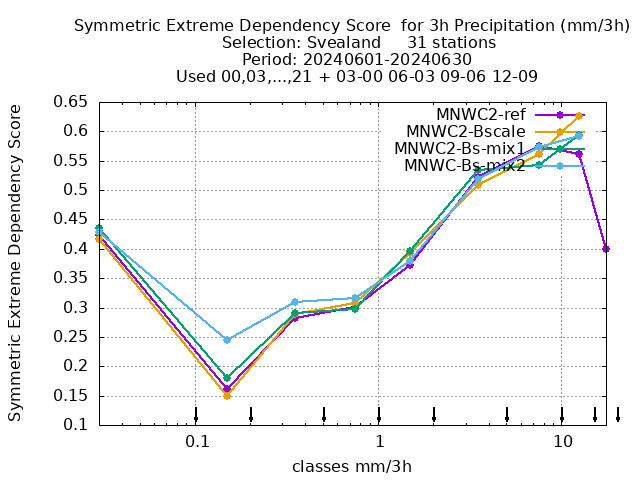 Symmetric Extreme Dependency Score  for 3h Precipitation (mm/3h)
Selection: Svealand     31 stations
Period: 20240601-20240630
Used 00,03,...,21 + 03-00 06-03 09-06 12-09
Symmetric Extreme Dependency Score
0.65
0.6
0.55
0.5
0.45
0.4
0.35
0.3
0.25
0.2
0.15
0.1
MNWC2-ref
MNWC2-Bscale
MNWC2-Bs-mix1
MNWC-Bs-mix2
0.1 1 10
classes mm/3h